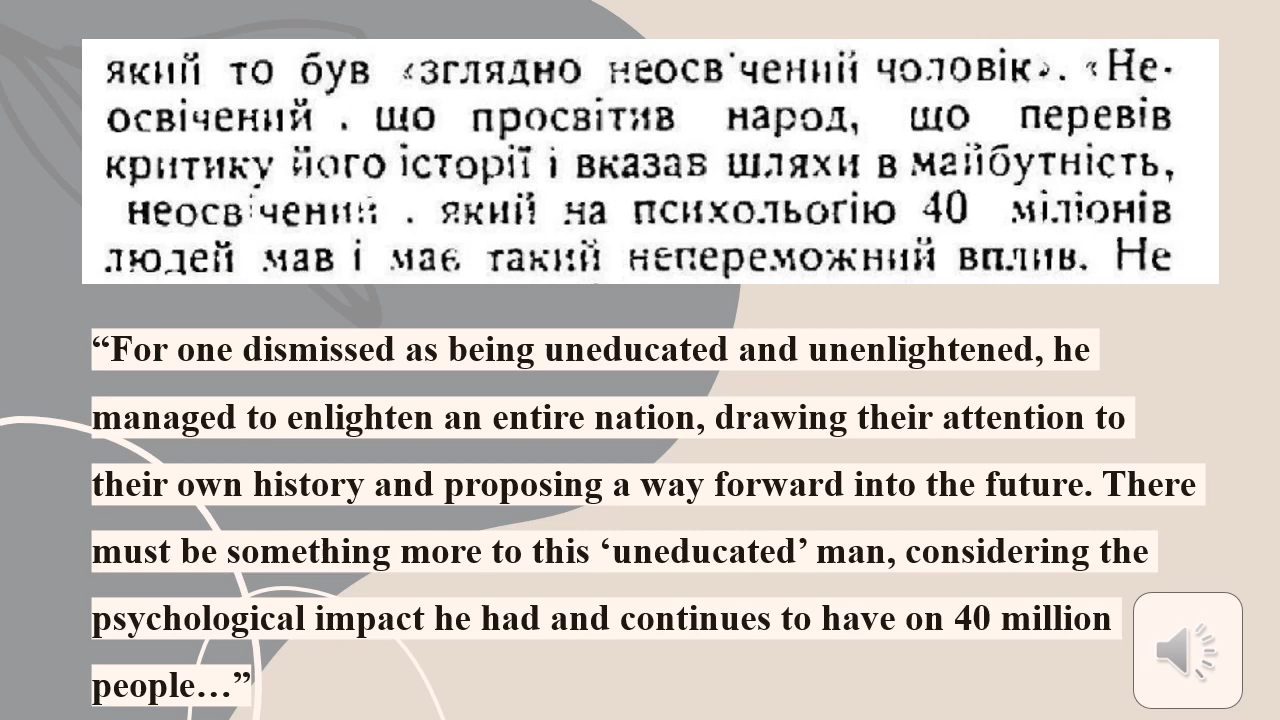 який то був «зглядно неосв'чений чоловік». «Не-
освічений . що просвітив народ, що перевів
критику його історії і вказав шляхи в майбутність,
неосвічений . який на психольогію 40 міліонів
людей мав і має такий непереможний вплив. Не
“For one dismissed as being uneducated and unenlightened, he
managed to enlighten an entire nation, drawing their attention to
their own history and proposing a way forward into the future. There
must be something more to this ‘uneducated’ man, considering the
psychological impact he had and continues to have on 40 million
people…”